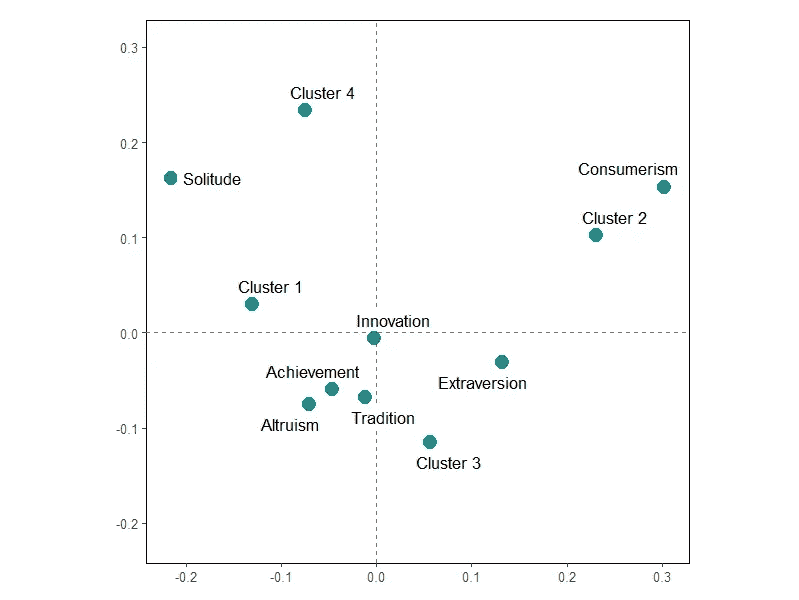 0.3
Cluster 4
0.2
Solitude
Consumerism
Cluster 2
0.1
Cluster 1
Innovation
0.0
Achievement
Extraversion
Altruism
Tradition
-0.1
Cluster 3
-0.2
-0.2
-0.1
0.0
0.1
0.2
0.3